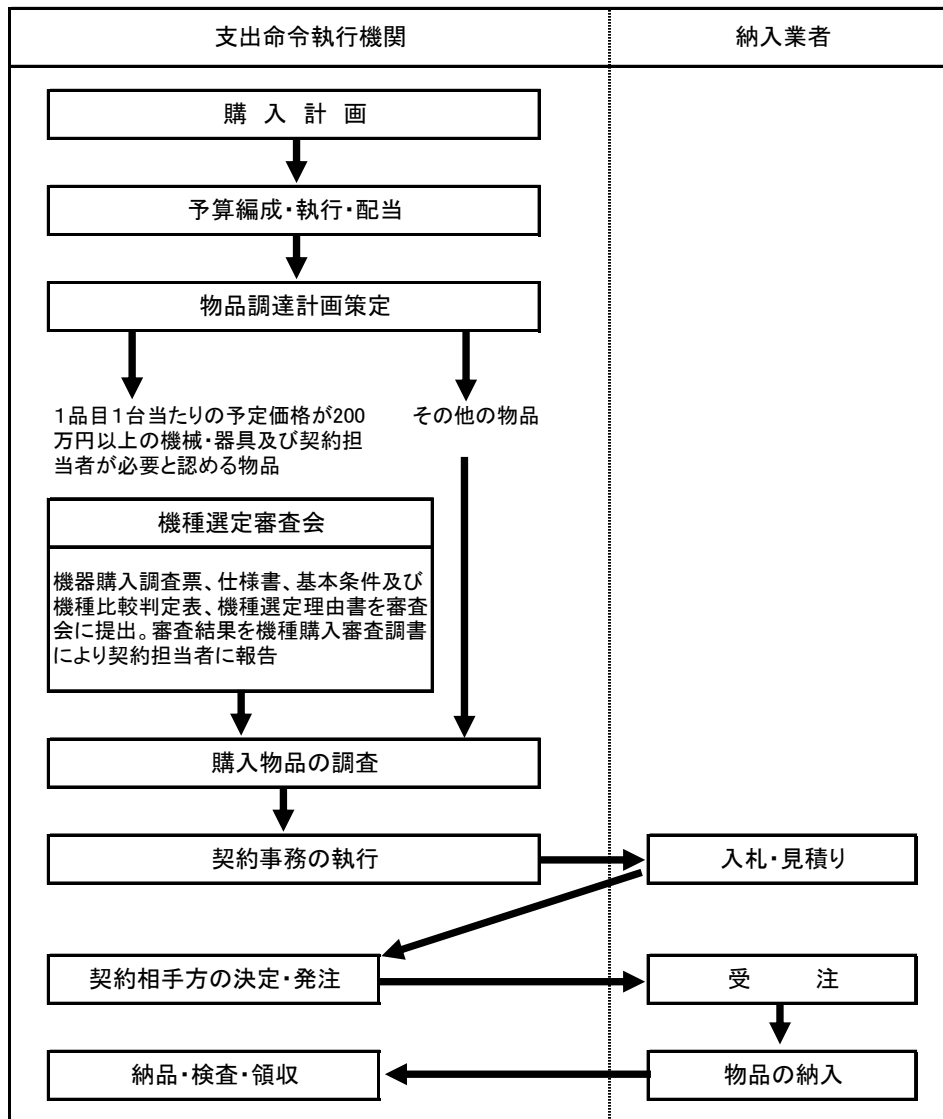 支出命令執行機関
納入業者
購　入　計　画
予算編成・執行・配当
物品調達計画策定
１品目１台当たりの予定価格が200
万円以上の機械・器具及び契約担
当者が必要と認める物品
その他の物品
機種選定審査会
機器購入調査票、仕様書、基本条件及び
機種比較判定表、機種選定理由書を審査
会に提出。審査結果を機種購入審査調書
により契約担当者に報告
購入物品の調査
契約事務の執行
入札・見積り
契約相手方の決定・発注
受　　　注
納品・検査・領収
物品の納入